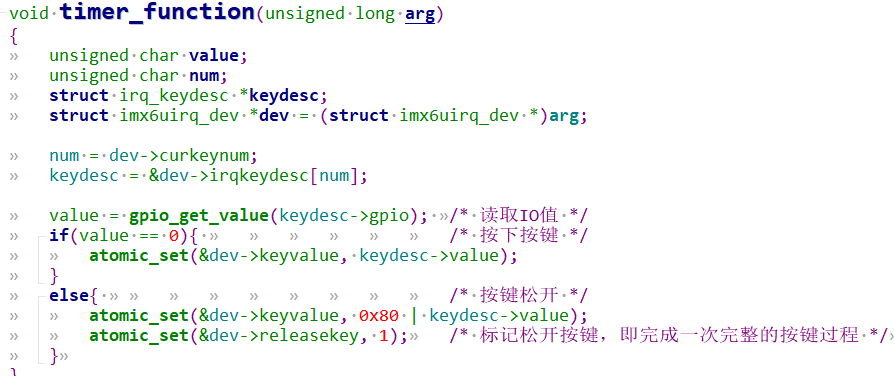 void timer_function(unsigned long arg)
{
unsigned char value;
unsigned char num;
struct irq_keydesc *keydesc;
struct imx6uirq_dev *dev = (struct imx6uirq_dev *)arg;
num = dev->curkeynum;
keydesc = &dev->irqkeydesc[num];
value = gpio_get_value(keydesc->gpio); /* 读取IO值 */
if(value == 0){ /* 按下按键 */
atomic_set(&dev->keyvalue, keydesc->value);
}
else{ /* 按键松开 */
atomic_set(&dev->keyvalue, 0x80 | keydesc->value);
atomic_set(&dev->releasekey, 1); /* 标记松开按键，即完成一次完整的按键过程 */
}
}